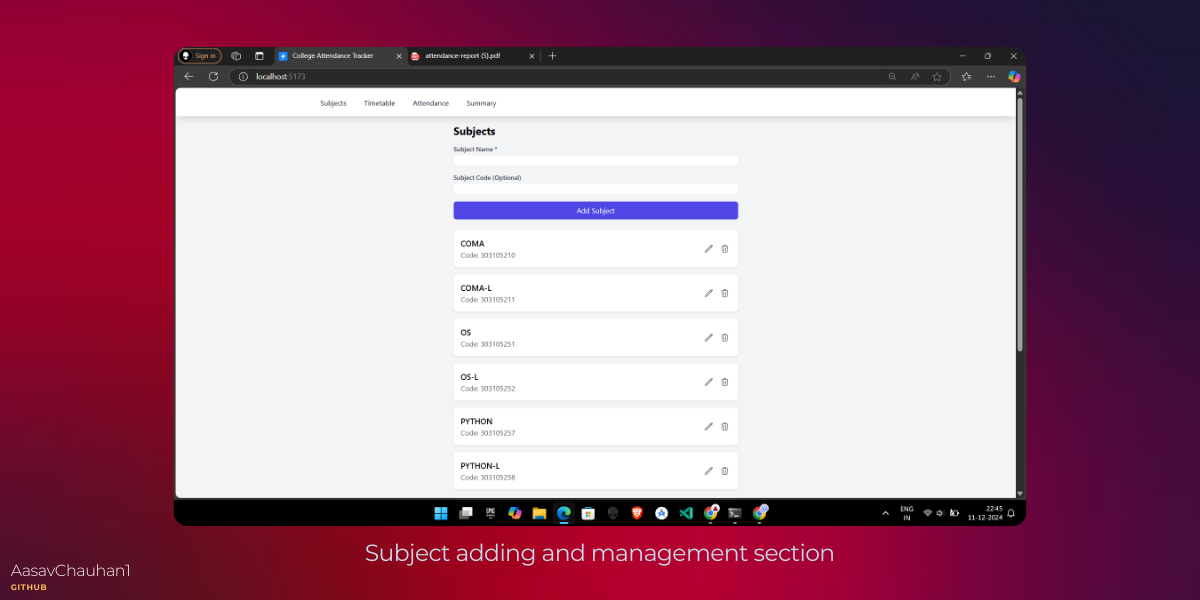 Sign in
College Attendance Tracker
attendance-report (5).pdf
localhost:5173
Subjects Timetable Attendance Summary
Subjects
Subject Name *
Subject Code (Optional)
Add Subject
COMA
Code: 303105210
COMA-L
Code: 303105211
OS
Code: 303105251
OS-L
Code: 303105252
PYTHON
Code: 303105257
PYTHON-L
Code: 303105258
ENG
IN
22:45
11-12-2024
Subject adding and management section
AasavChauhan1
GITHUB